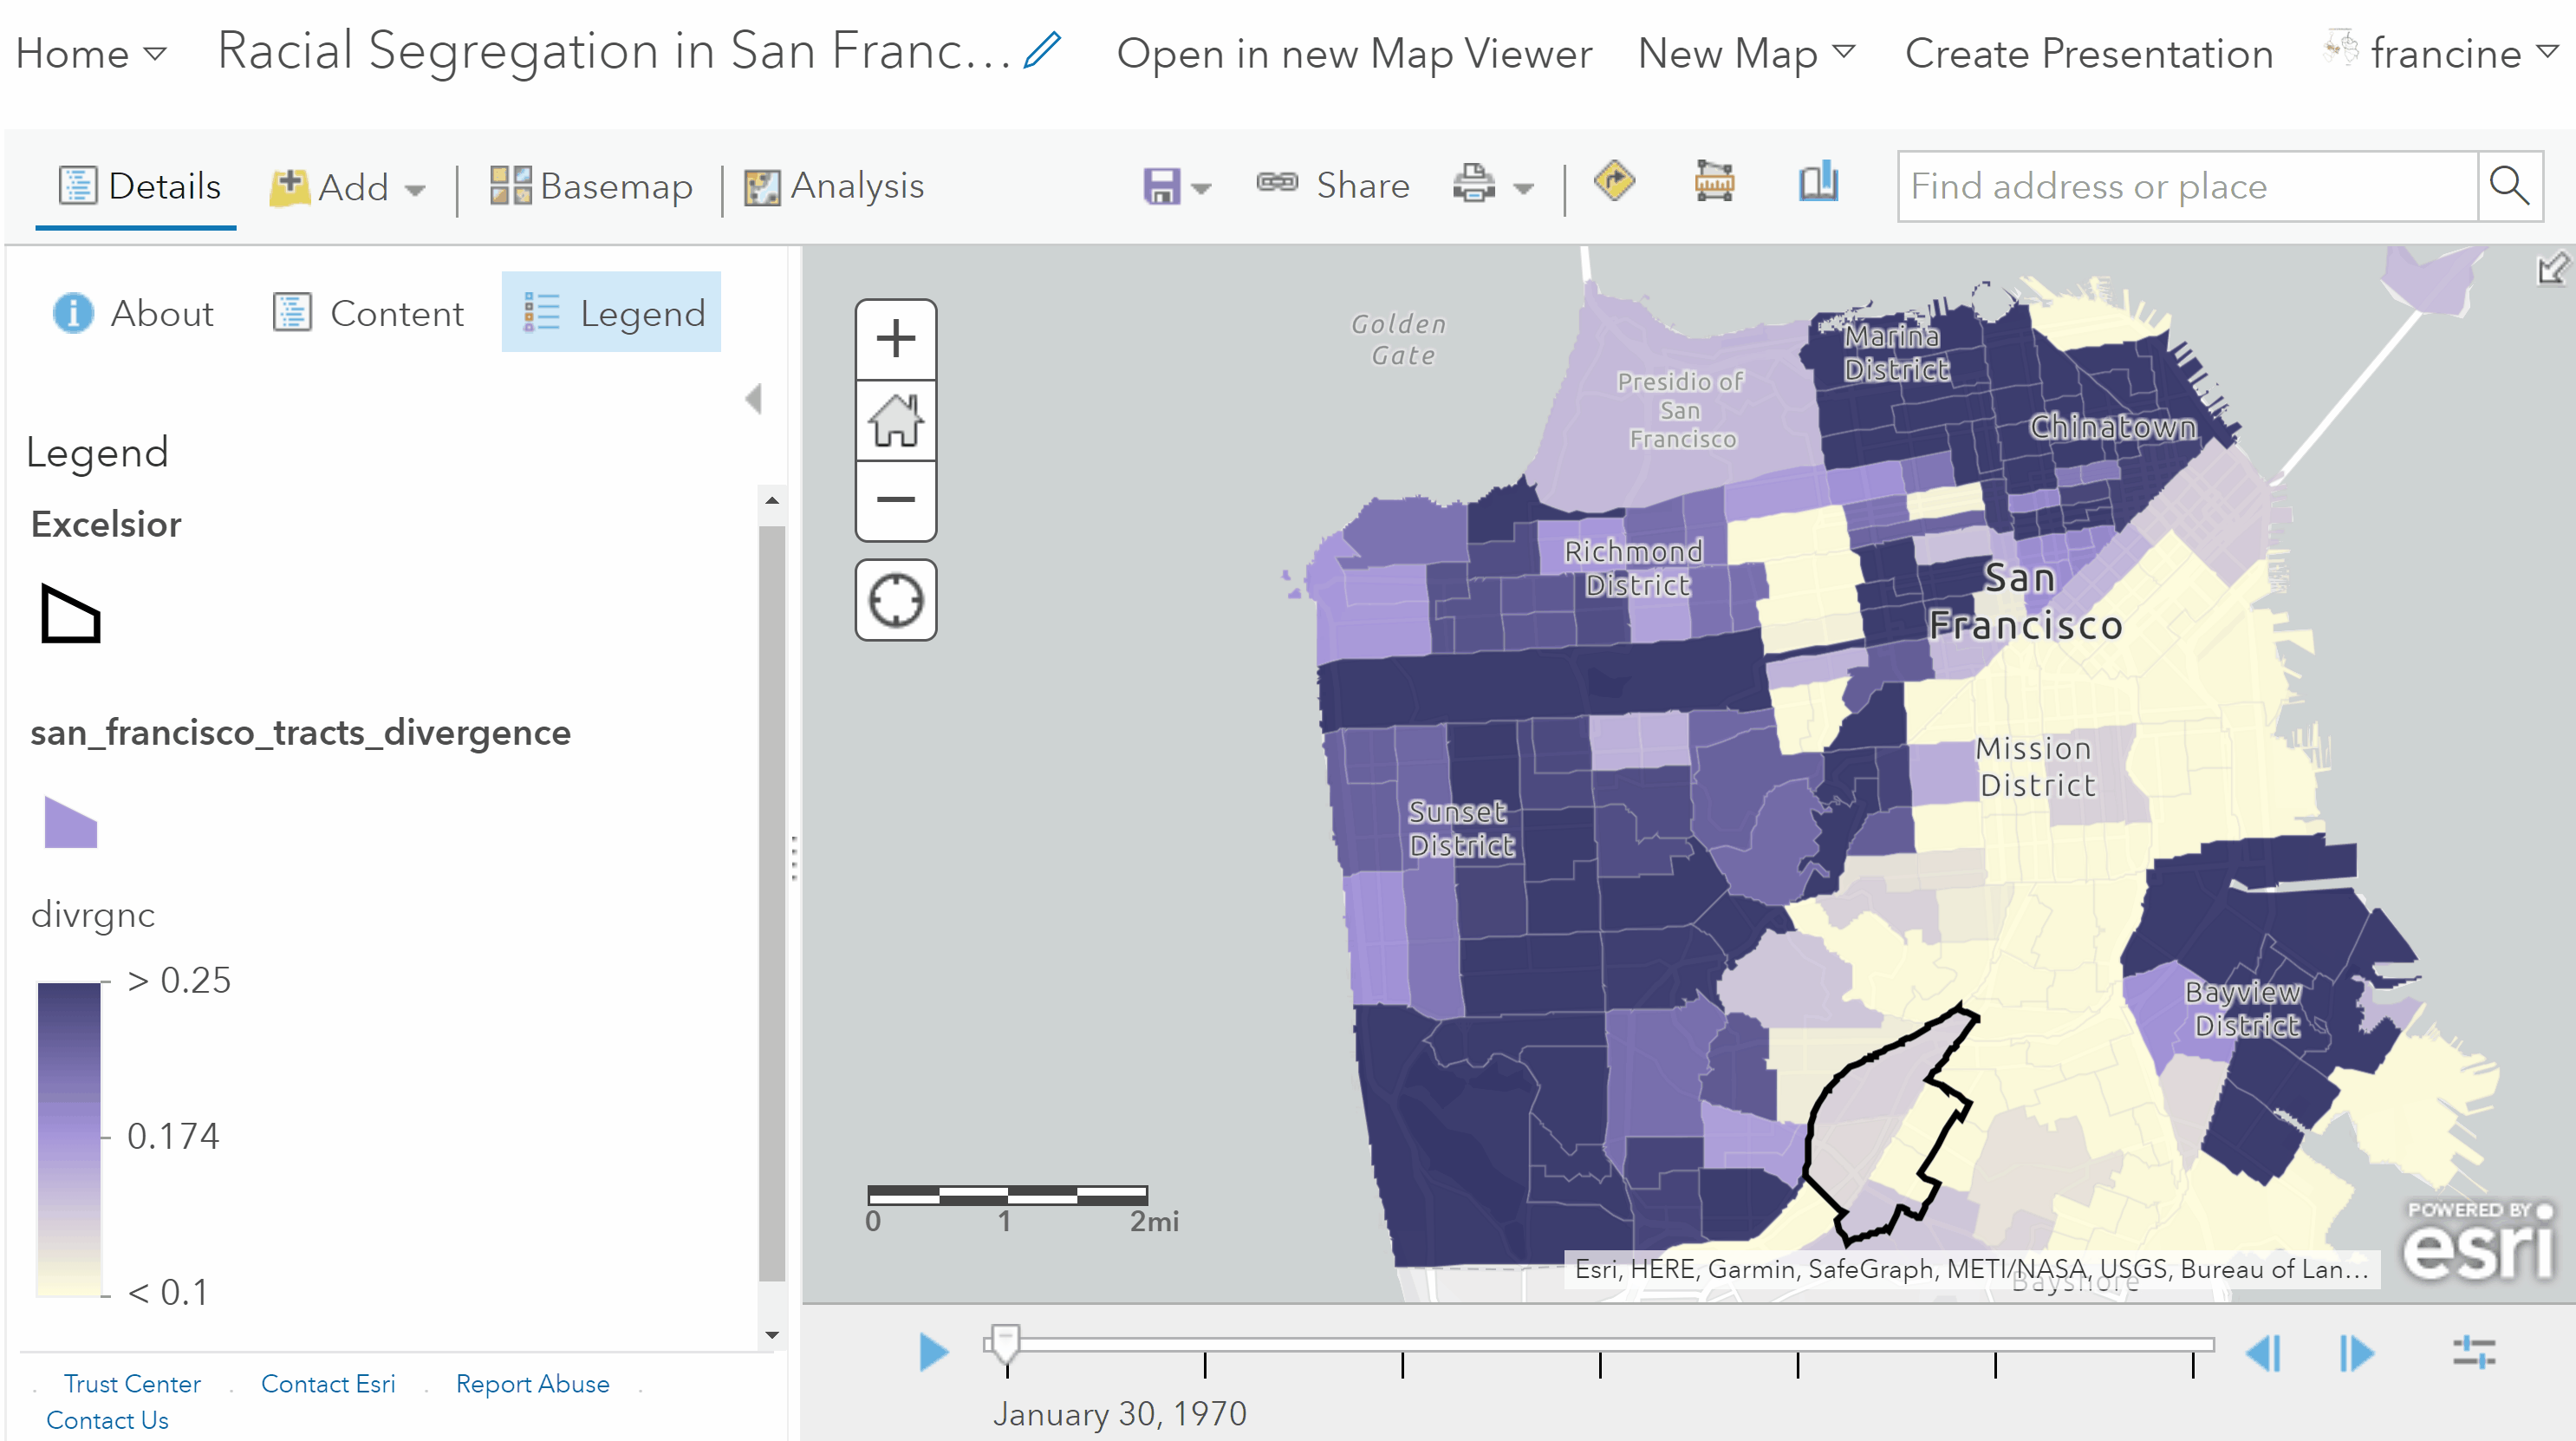 Home
Racial Segregation in San Franc...
Open in new Map Viewer
New Map
Create Presentation
francine
Details
Add
Basemap
Analysis
Share
Find address or place
About
Content
Legend
Legend
Excelsior
san_francisco_tracts_divergence
divrgnc
> 0.25
0.174
< 0.1
Trust Center
Contact Esri
Report Abuse
Contact Us
Golden
Gate
Presidio of
San
Francisco
Marina
District
Chinatown
Richmond
District
San
Francisco
Mission
District
Sunset
District
Bayview
District
0
1
2mi
POWERED BY
esri
Esri, HERE, Garmin, SafeGraph, METI/NASA, USGS, Bureau of Lan...
Bayshore
January 30, 1970